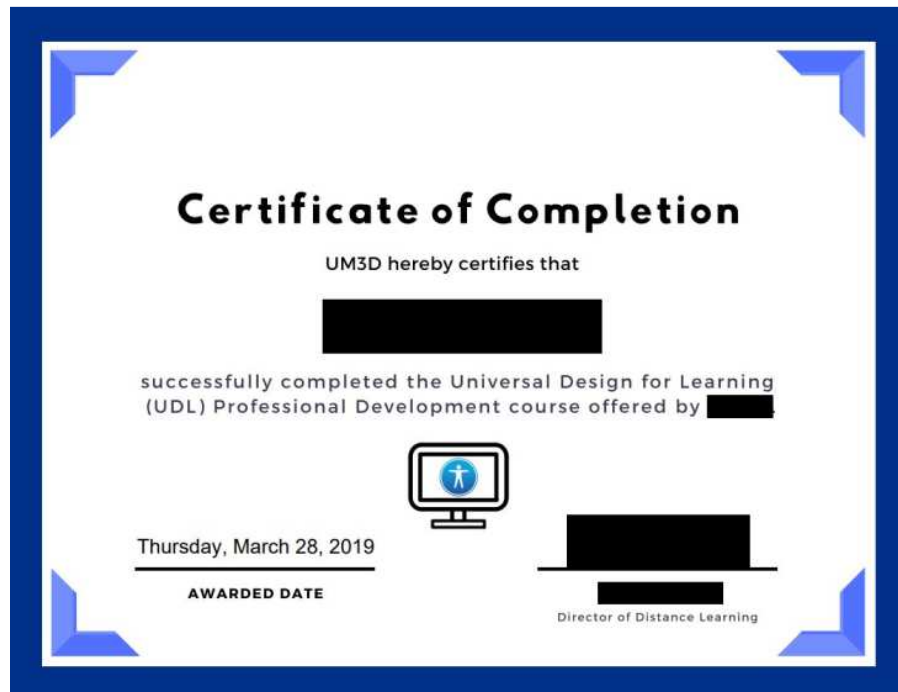 Certificate of Completion
UM3D hereby certifies that
successfully completed the Universal Design for Learning
(UDL) Professional Development course offered by .
Thursday, March 28, 2019
AWARDED DATE
Director of Distance Learning